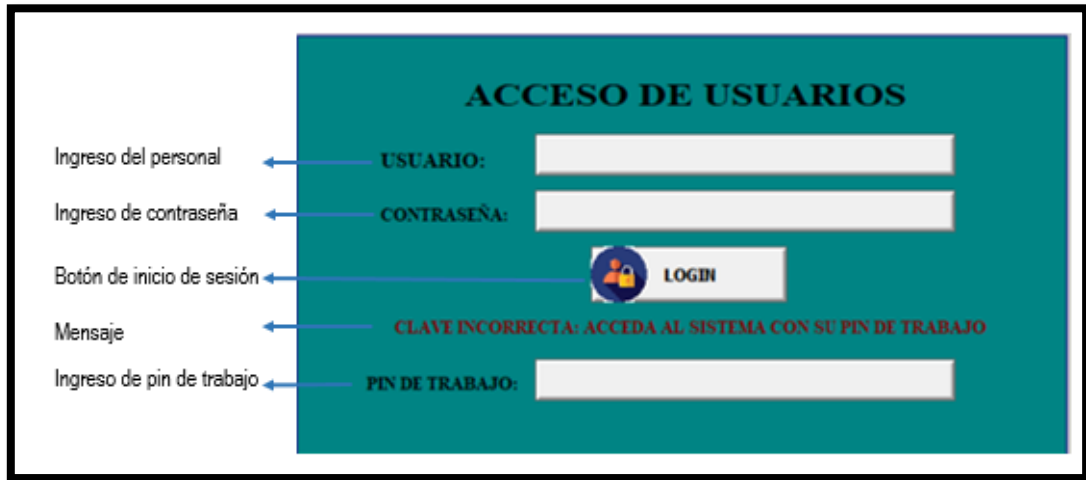 ACCESO DE USUARIOS
Ingreso del personal USUARIO:
Ingreso de contraseña CONTRASEÑA:
Botón de inicio de sesión LOGIN
Mensaje CLAVE INCORRECTA: ACCEDA AL SISTEMA CON SU PIN DE TRABAJO
Ingreso de pin de trabajo PIN DE TRABAJO: